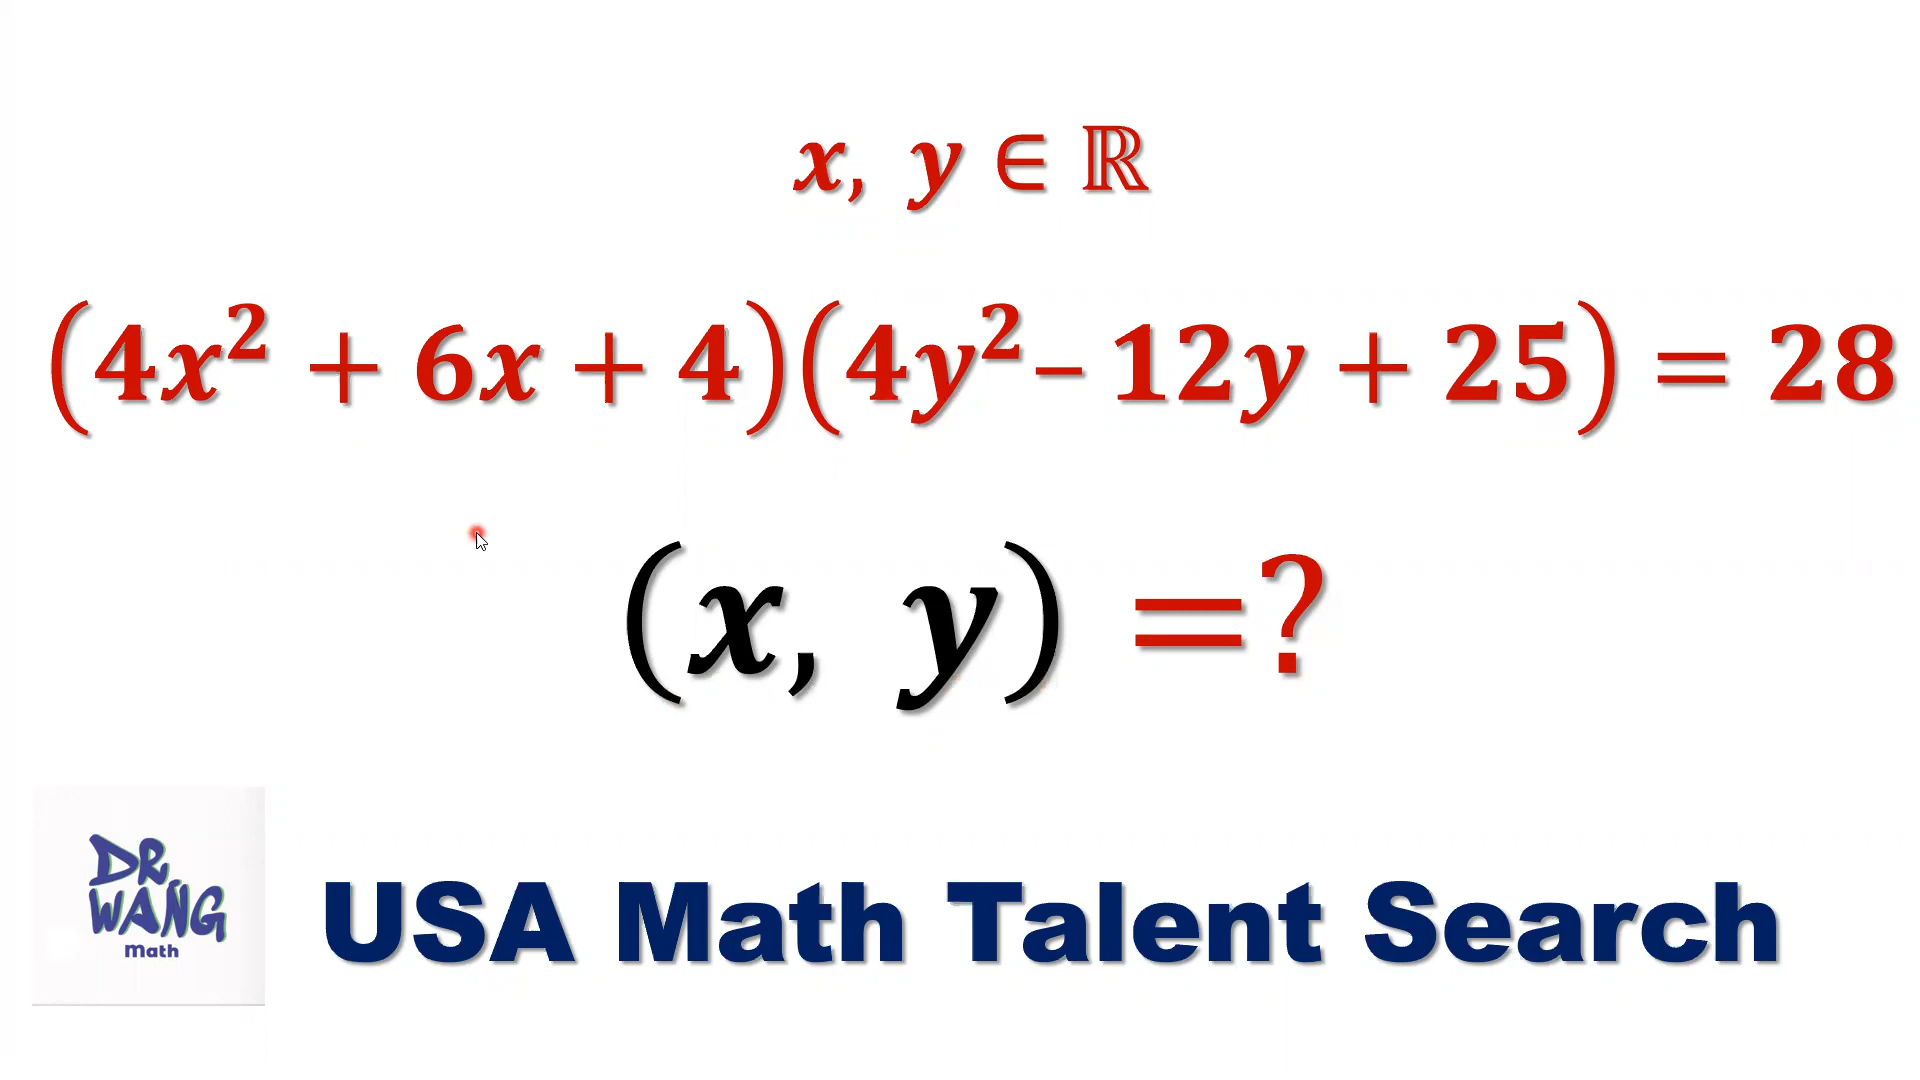 x, y ∈ ℝ
(4x² + 6x + 4)(4y² – 12y + 25) = 28
(x, y) =?
DR
WANG
Math
USA Math Talent Search